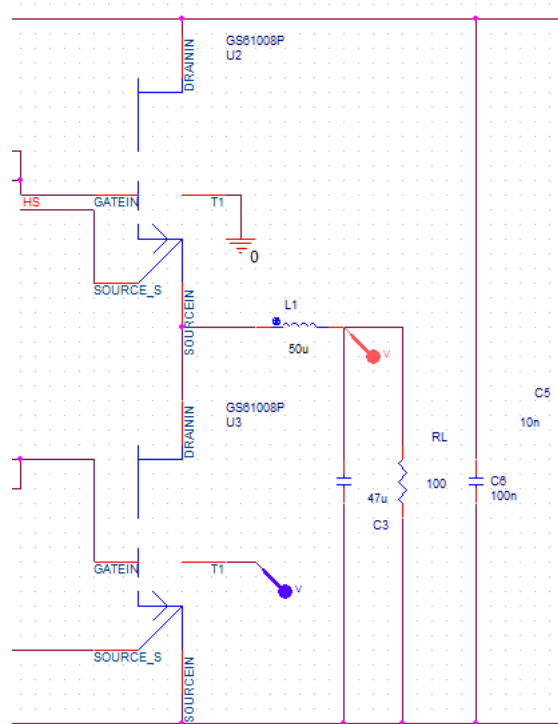 GS61008P
U2
DRAININ
HS
GATEIN
T1
0
SOURCE_S
SOURCEIN
L1
50u
V
GS61008P
U3
DRAININ
C5
10n
RL
100
C6
100n
47u
C3
GATEIN
T1
V
SOURCE_S
SOURCEIN